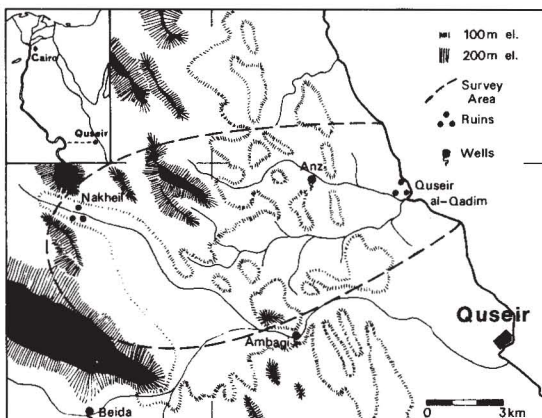 Cairo
Quseir
100m el.
200m el.
Survey
Area
Ruins
Wells
Anz
Quseir
al-Qadim
Nakheil
Quseir
Ambagi
Beida
0 3km